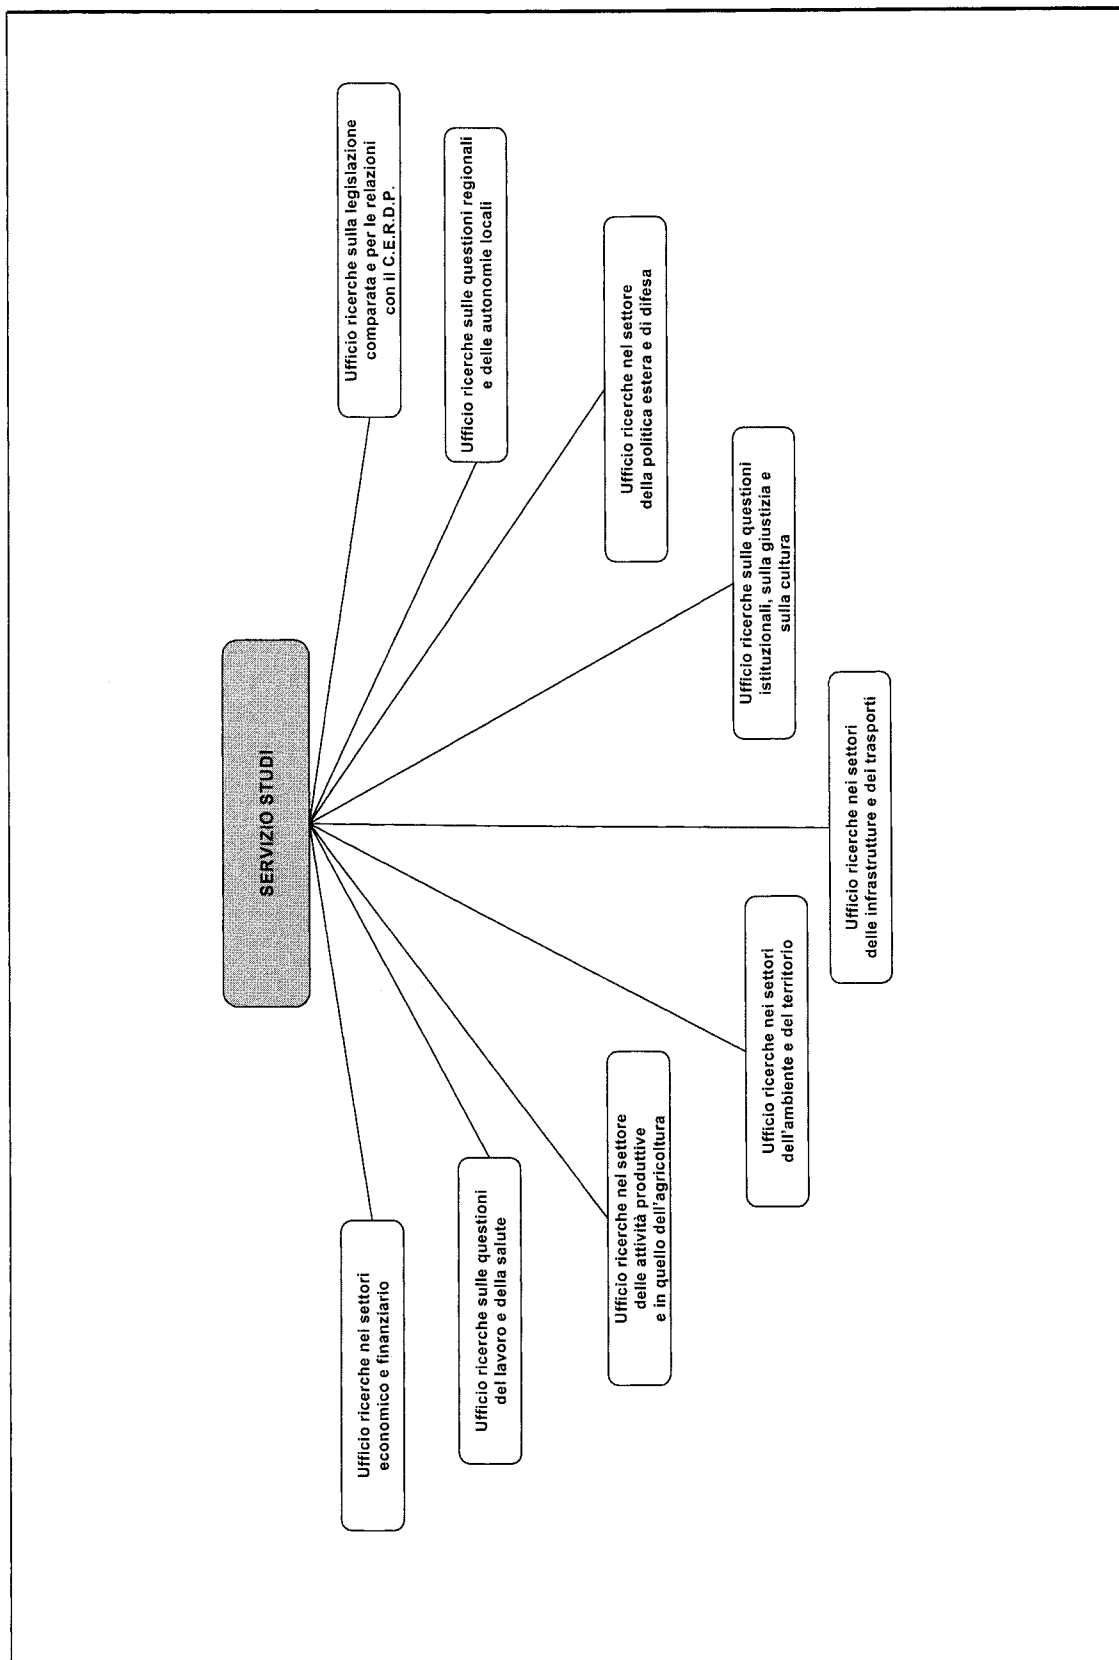 SERVIZIO STUDI
Ufficio ricerche nei settori
economico e finanziario
Ufficio ricerche sulle questioni
del lavoro e della salute
Ufficio ricerche nel settore
delle attività produttive
e in quello dell'agricoltura
Ufficio ricerche nei settori
dell'ambiente e del territorio
Ufficio ricerche nei settori
delle infrastrutture e dei trasporti
Ufficio ricerche sulle questioni
istituzionali, sulla giustizia e
sulla cultura
Ufficio ricerche nel settore
della politica estera e di difesa
Ufficio ricerche sulle questioni regionali
e delle autonomie locali
Ufficio ricerche sulla legislazione
comparata e per le relazioni
con il C.E.R.D.P.